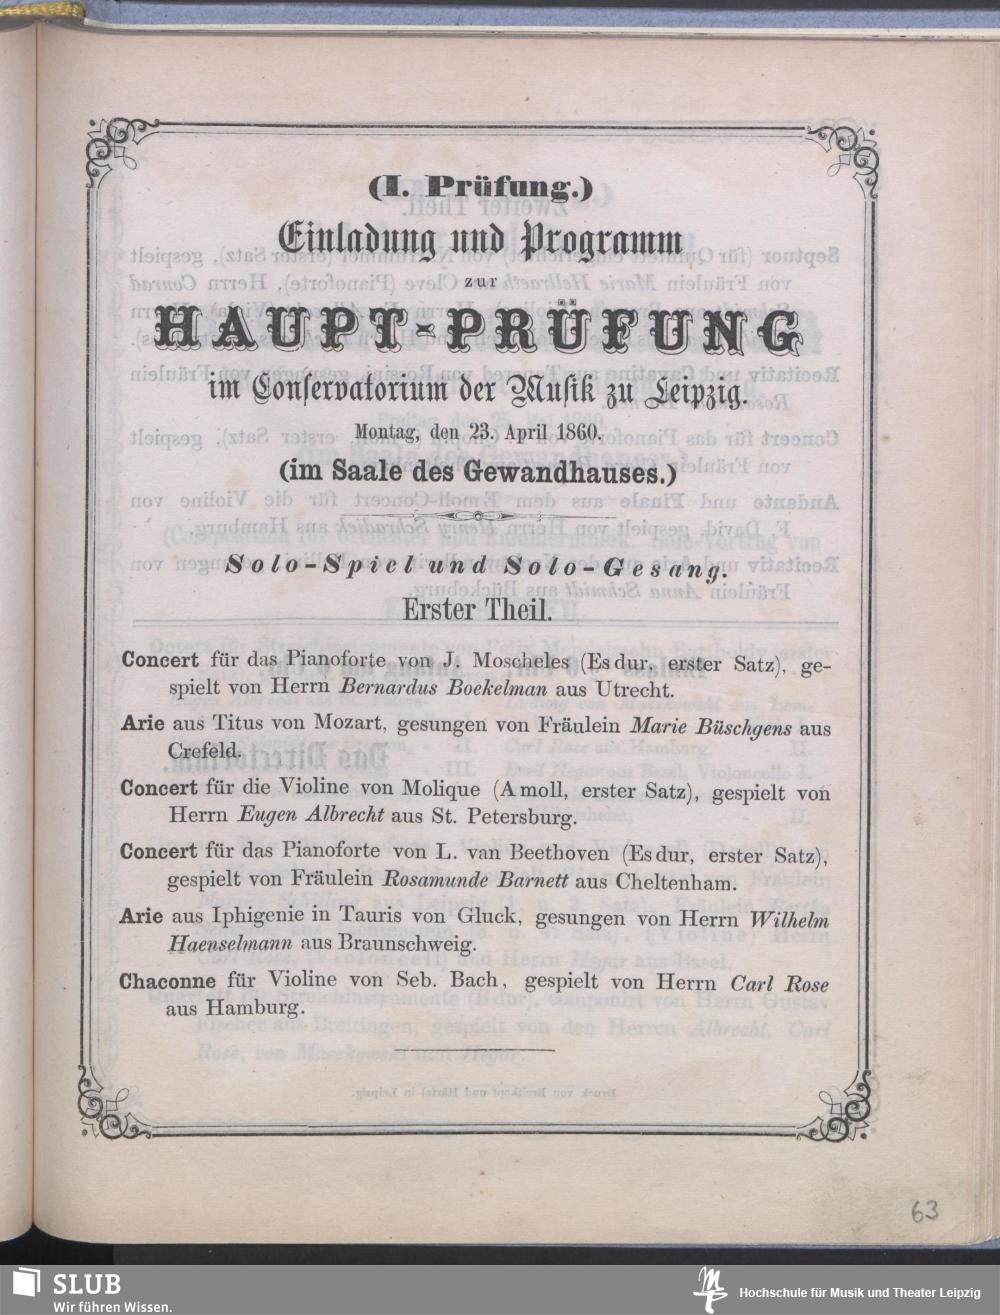 (I. Prüfung.)
Einladung und Programm
zur
HAUPT-PRÜFUNG
im Conservatorium der Musik zu Leipzig.
Montag, den 23. April 1860.
(im Saale des Gewandhauses.)
Solo-Spiel und Solo-Gesang.
Erster Theil.
Concert für das Pianoforte von J. Moscheles (Es dur, erster Satz), ge-
spielt von Herrn Bernardus Boekelman aus Utrecht.
Arie aus Titus von Mozart, gesungen von Fräulein Marie Büschgens aus
Crefeld.
Concert für die Violine von Molique (A moll, erster Satz), gespielt von
Herrn Eugen Albrecht aus St. Petersburg.
Concert für das Pianoforte von L. van Beethoven (Es dur, erster Satz),
gespielt von Fräulein Rosamunde Barnett aus Cheltenham.
Arie aus Iphigenie in Tauris von Gluck, gesungen von Herrn Wilhelm
Haenselmann aus Braunschweig.
Chaconne für Violine von Seb. Bach, gespielt von Herrn Carl Rose
aus Hamburg.
63
SLUB
Wir führen Wissen.
Hochschule für Musik und Theater Leipzig